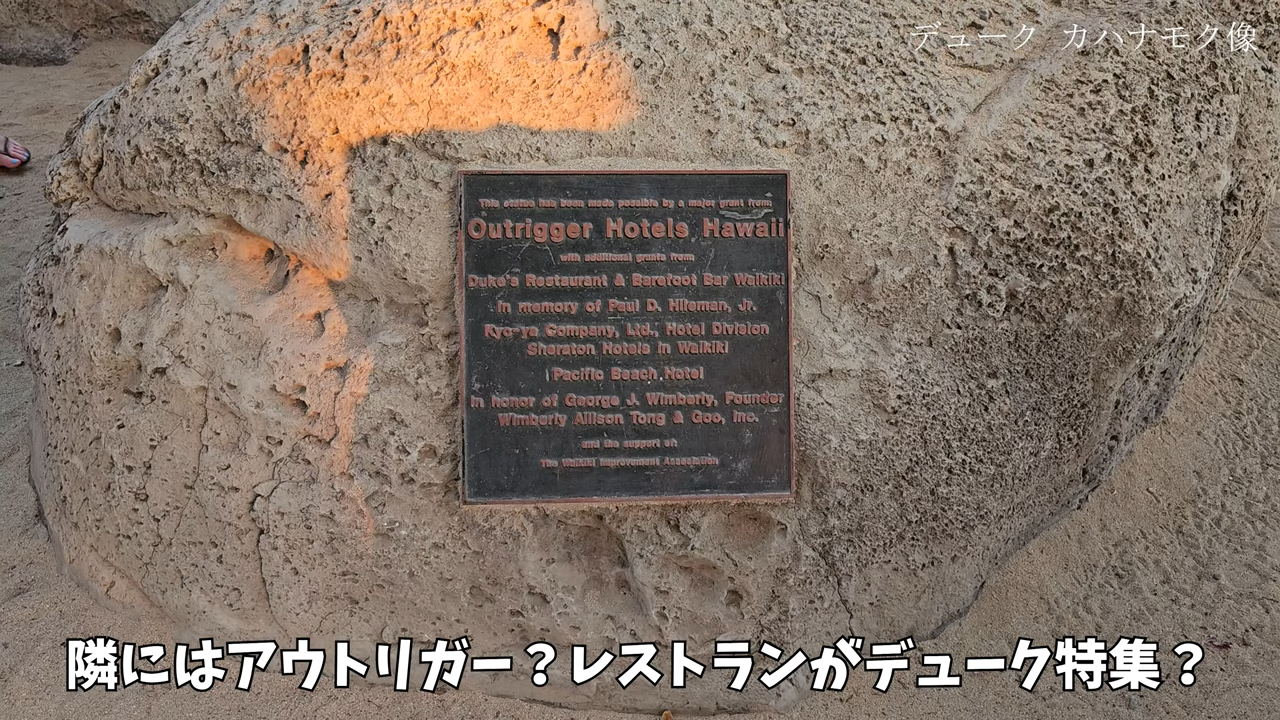 デューク カハナモク像
This statue has been made possible by a major grant from:
Outrigger Hotels Hawaii
with additional grants from
Duke's Restaurant & Barefoot Bar Waikiki
in memory of Paul D. Hileman, Jr.
Kyo-ya Company, Ltd., Hotel Division
Sheraton Hotels in Waikiki
Pacific Beach Hotel
in honor of George J. Wimberly, Founder
Wimberly Allison Tong & Goo, Inc.
and the support of:
The Waikiki Improvement Association
隣にはアウトリガー？レストランがデューク特集？